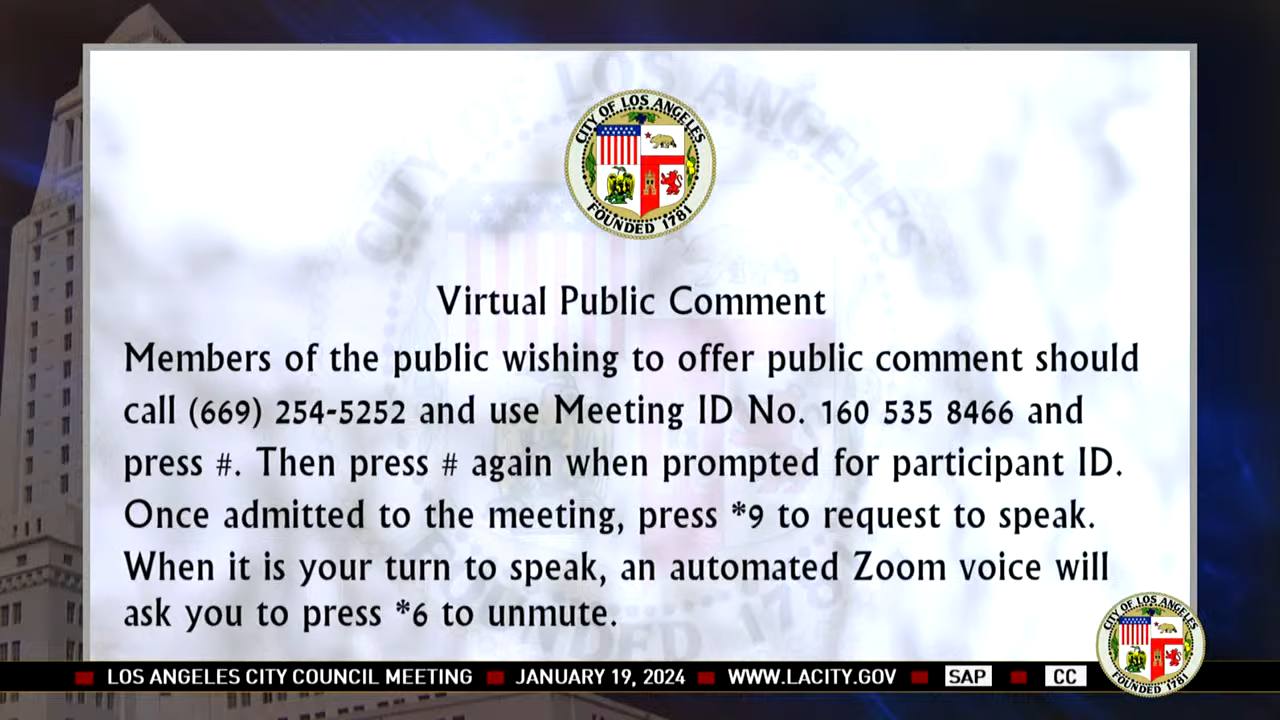 CITY OF LOS ANGELES
FOUNDED 1781
Virtual Public Comment
Members of the public wishing to offer public comment should
call (669) 254-5252 and use Meeting ID No. 160 535 8466 and
press #. Then press # again when prompted for participant ID.
Once admitted to the meeting, press *9 to request to speak.
When it is your turn to speak, an automated Zoom voice will
ask you to press *6 to unmute.
LOS ANGELES CITY COUNCIL MEETING JANUARY 19, 2024 WWW.LACITY.GOV SAP CC
CITY OF LOS ANGELES
FOUNDED 1781